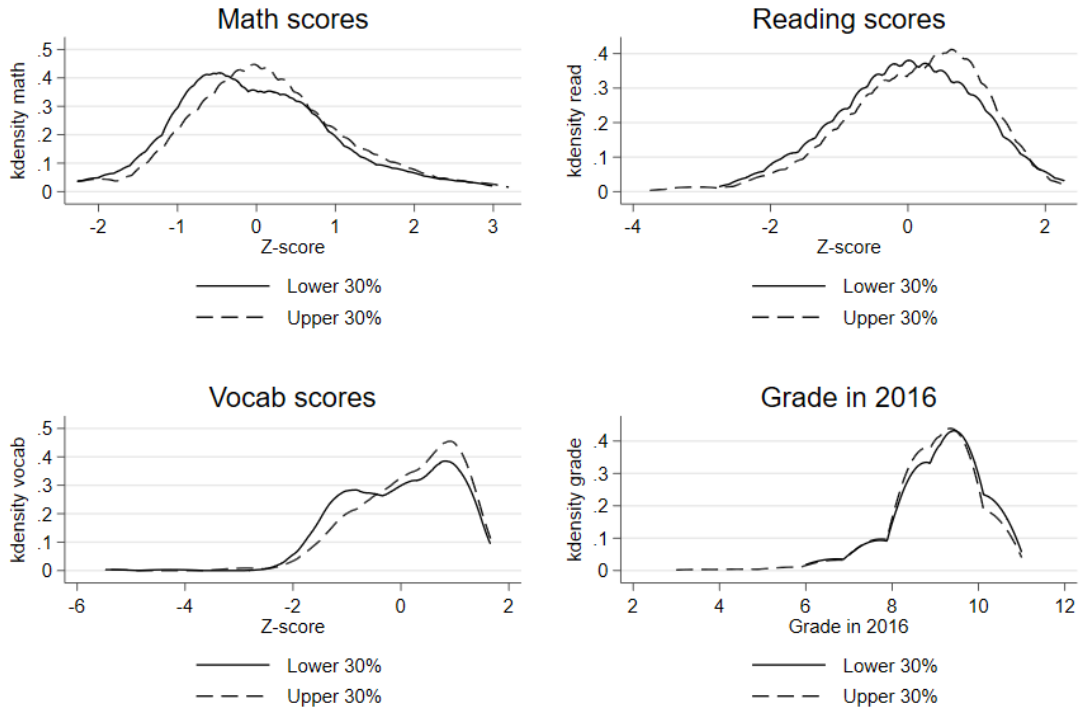 Math scores
kdensity math
.5
.4
.3
.2
.1
0
-2
-1
0
1
2
3
Z-score
Lower 30%
Upper 30%
Reading scores
kdensity read
.4
.3
.2
.1
0
-4
-2
0
2
Z-score
Lower 30%
Upper 30%
Vocab scores
kdensity vocab
.5
.4
.3
.2
.1
0
-6
-4
-2
0
2
Z-score
Lower 30%
Upper 30%
Grade in 2016
kdensity grade
.4
.3
.2
.1
0
2
4
6
8
10
12
Grade in 2016
Lower 30%
Upper 30%